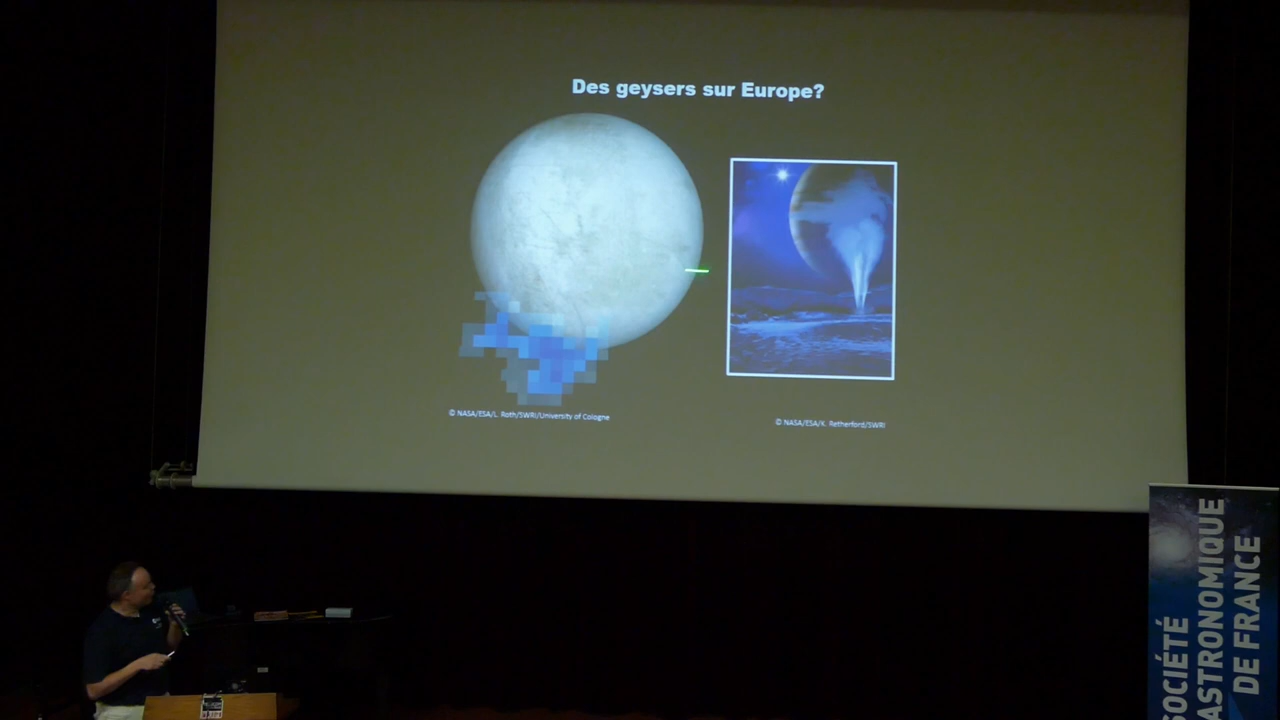 Des geysers sur Europe?
© NASA/ESA/L. Roth/SWRI/University of Cologne
© NASA/ESA/K. Retherford/SWRI
SOCIÉTÉ
ASTRONOMIQUE
DE FRANCE